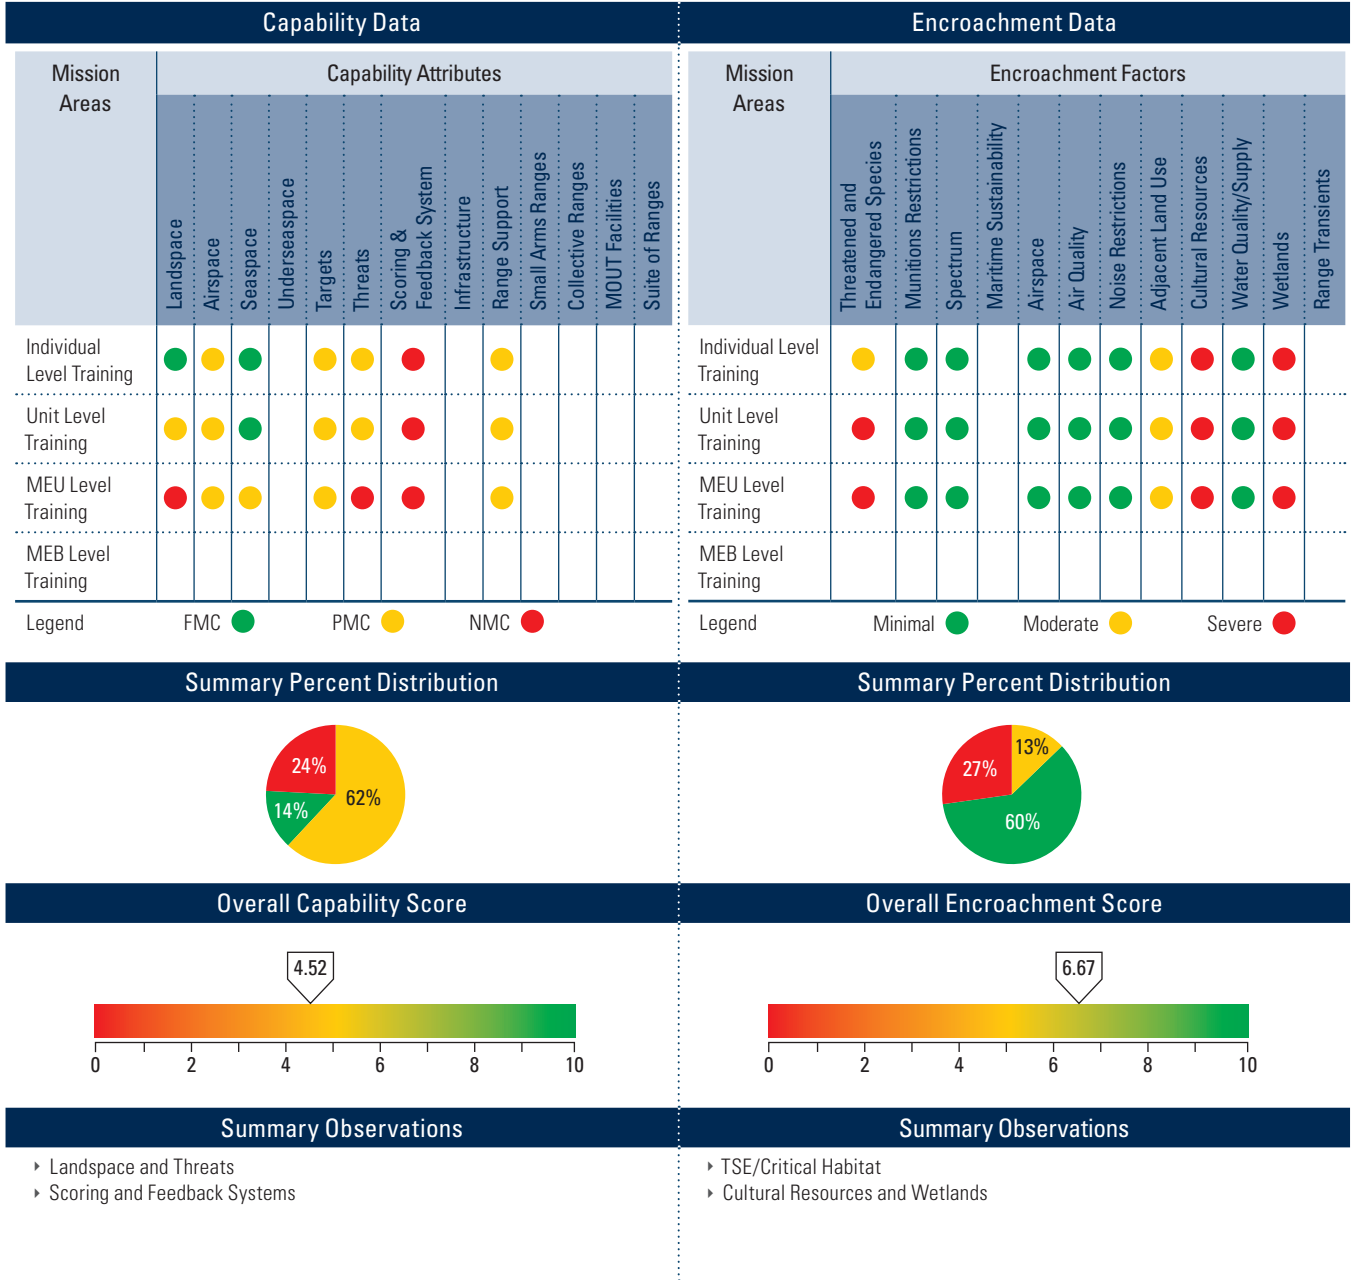 Capability Data
Mission
Areas
Capability Attributes
Landspace
Airspace
Seaspace
Underseaspace
Targets
Threats
Scoring &
Feedback System
Infrastructure
Range Support
Small Arms Ranges
Collective Ranges
MOUT Facilities
Suite of Ranges
Individual
Level Training
Unit Level
Training
MEU Level
Training
MEB Level
Training
Legend FMC PMC NMC
Summary Percent Distribution
24%
62%
14%
Overall Capability Score
4.52
0 2 4 6 8 10
Summary Observations
‣ Landspace and Threats
‣ Scoring and Feedback Systems
Encroachment Data
Mission
Areas
Encroachment Factors
Threatened and
Endangered Species
Munitions Restrictions
Spectrum
Maritime Sustainability
Airspace
Air Quality
Noise Restrictions
Adjacent Land Use
Cultural Resources
Water Quality/Supply
Wetlands
Range Transients
Individual Level
Training
Unit Level
Training
MEU Level
Training
MEB Level
Training
Legend Minimal Moderate Severe
Summary Percent Distribution
13%
27%
60%
Overall Encroachment Score
6.67
0 2 4 6 8 10
Summary Observations
‣ TSE/Critical Habitat
‣ Cultural Resources and Wetlands